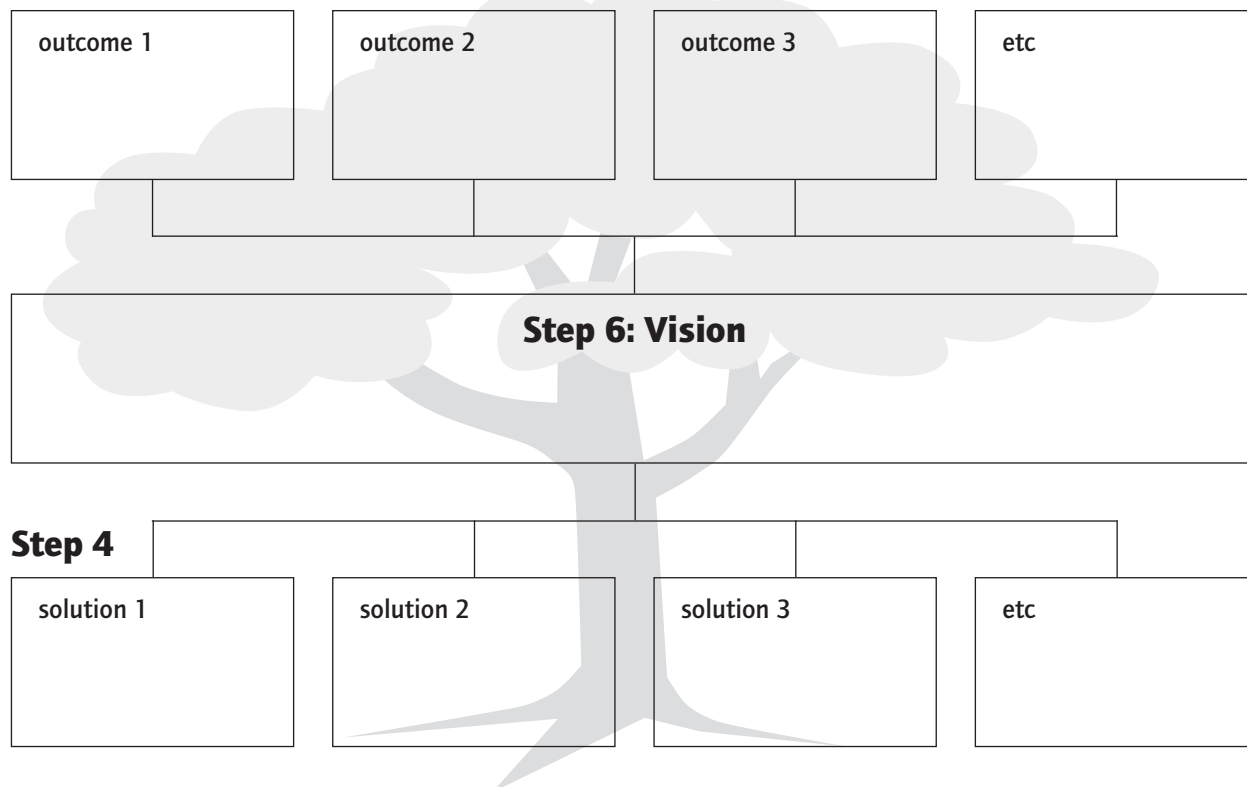 outcome 1 outcome 2 outcome 3 etc
Step 6: Vision
Step 4
solution 1 solution 2 solution 3 etc